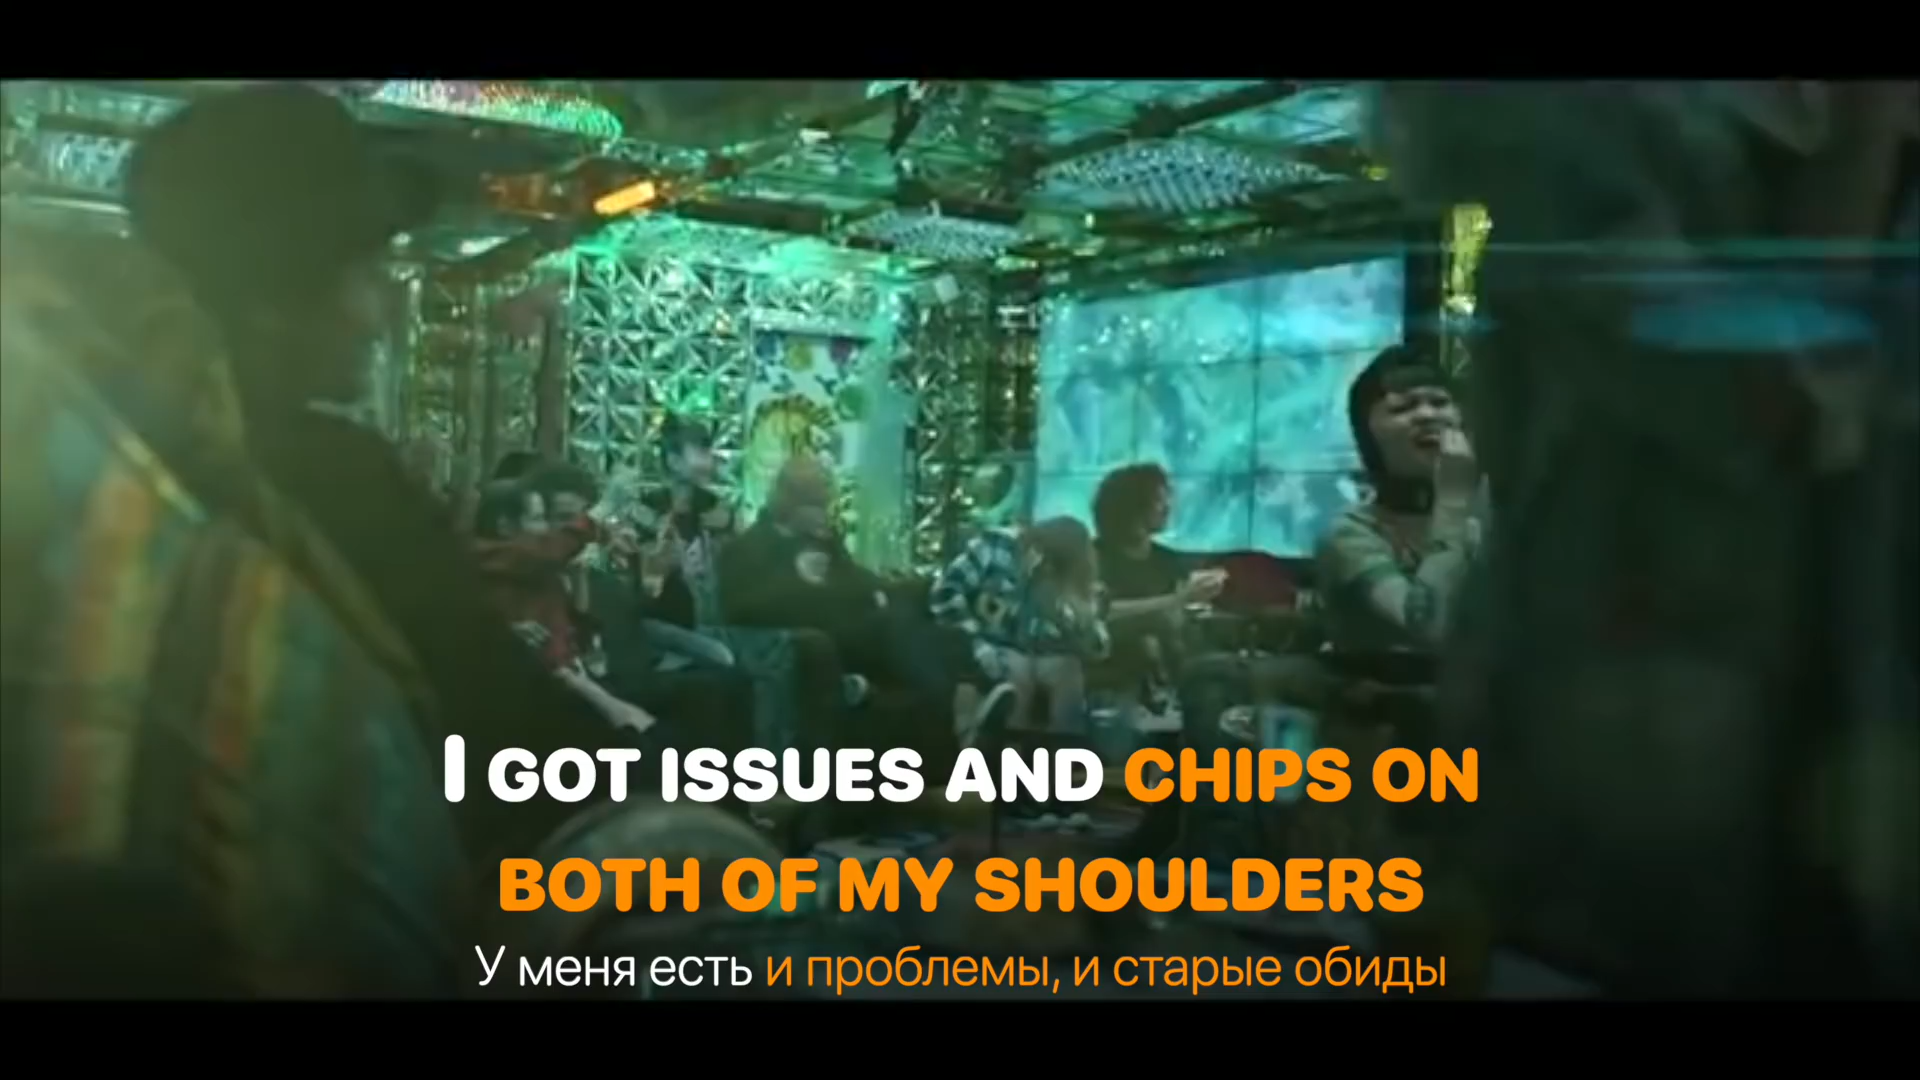 I GOT ISSUES AND CHIPS ON
BOTH OF MY SHOULDERS
У меня есть и проблемы, и старые обиды